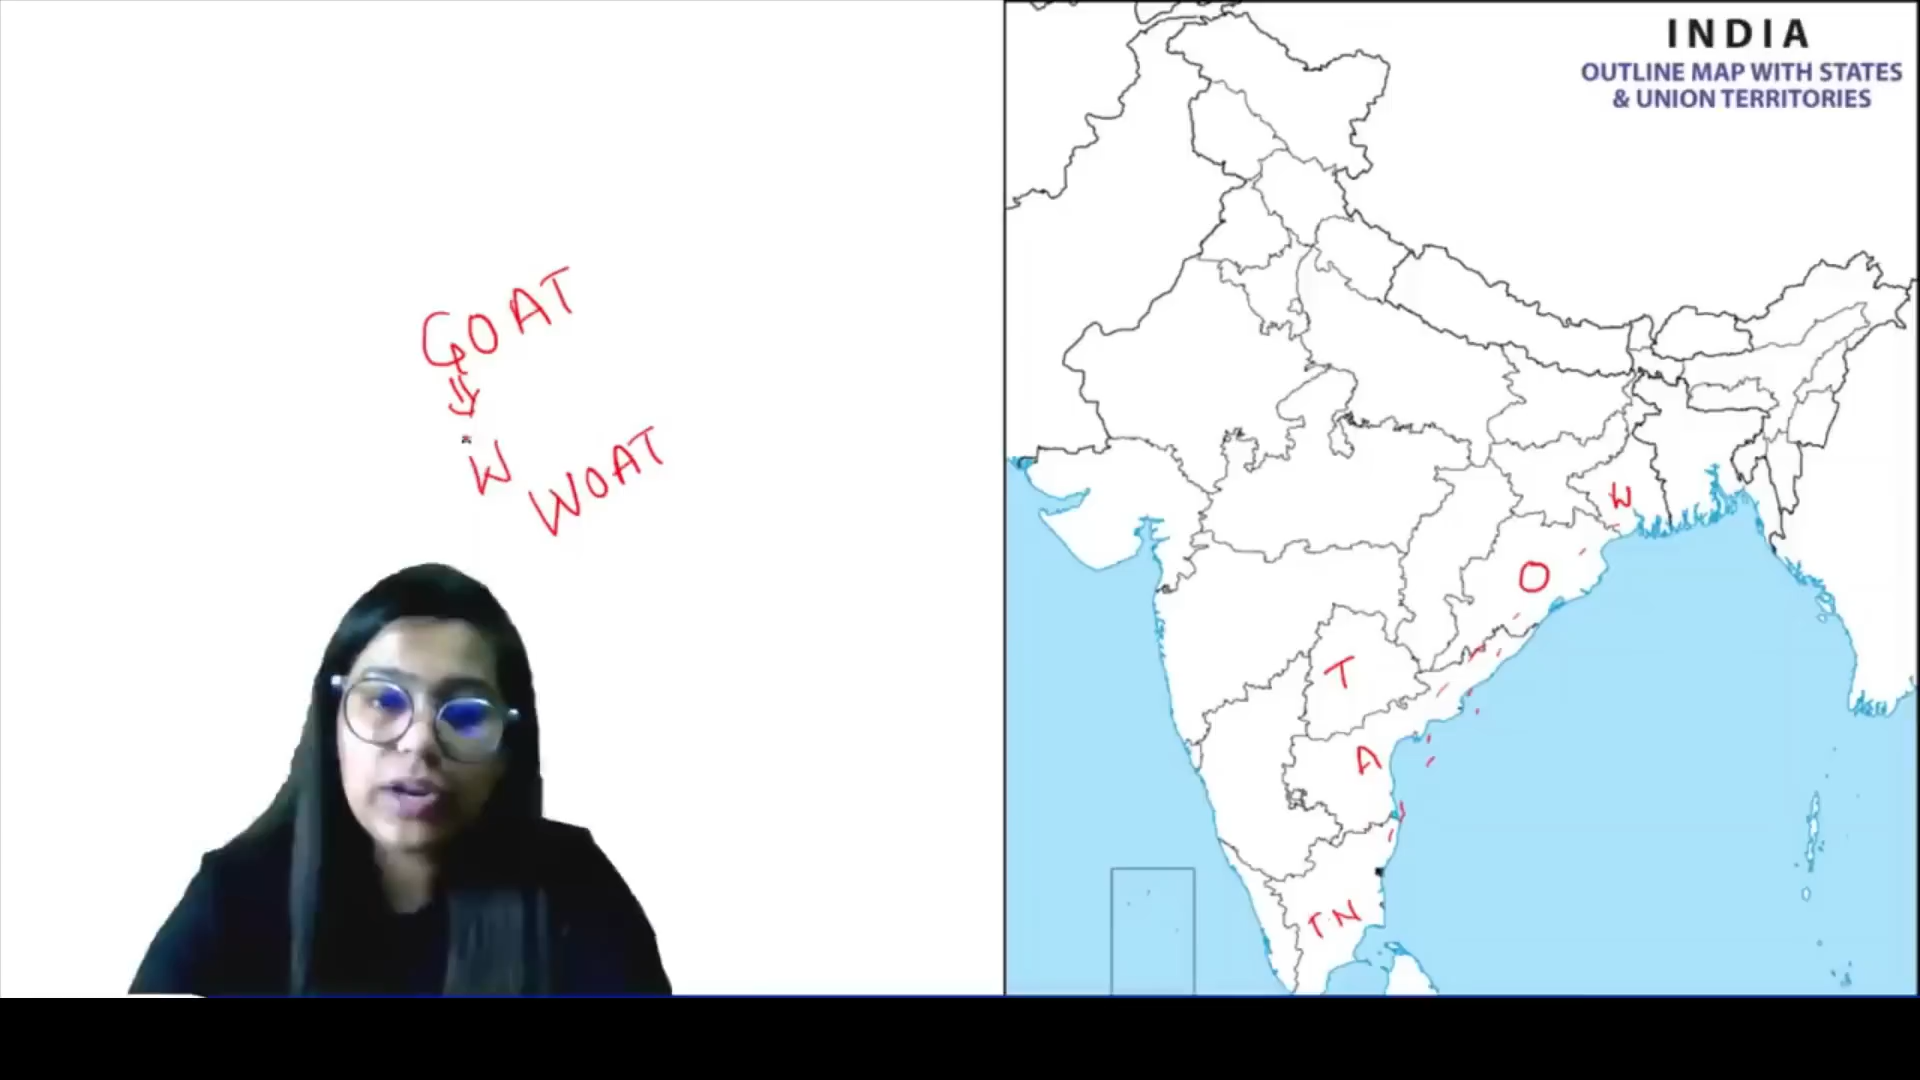 GOAT
W
WOAT
INDIA
OUTLINE MAP WITH STATES
& UNION TERRITORIES
W
O
T
A
TN